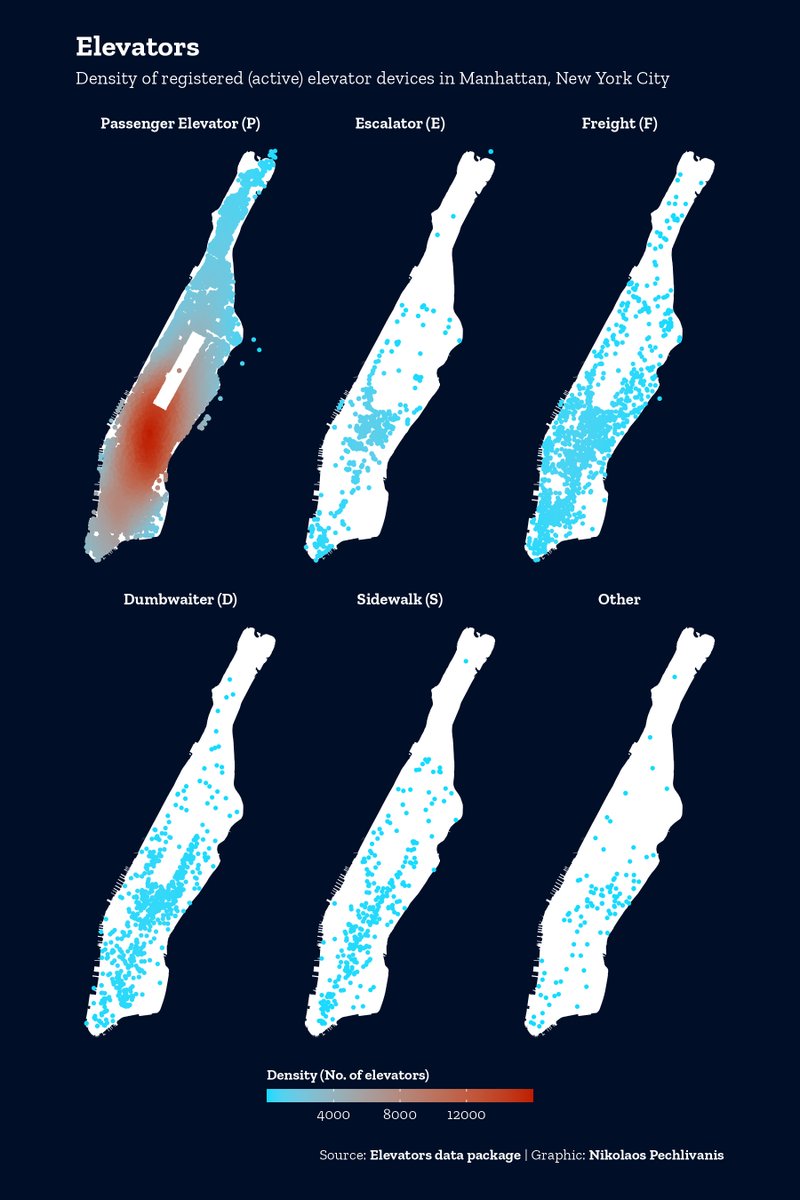 Elevators
Density of registered (active) elevator devices in Manhattan, New York City
Passenger Elevator (P) Escalator (E) Freight (F)
Dumbwaiter (D) Sidewalk (S) Other
Density (No. of elevators)
4000 8000 12000
Source: Elevators data package | Graphic: Nikolaos Pechlivanis